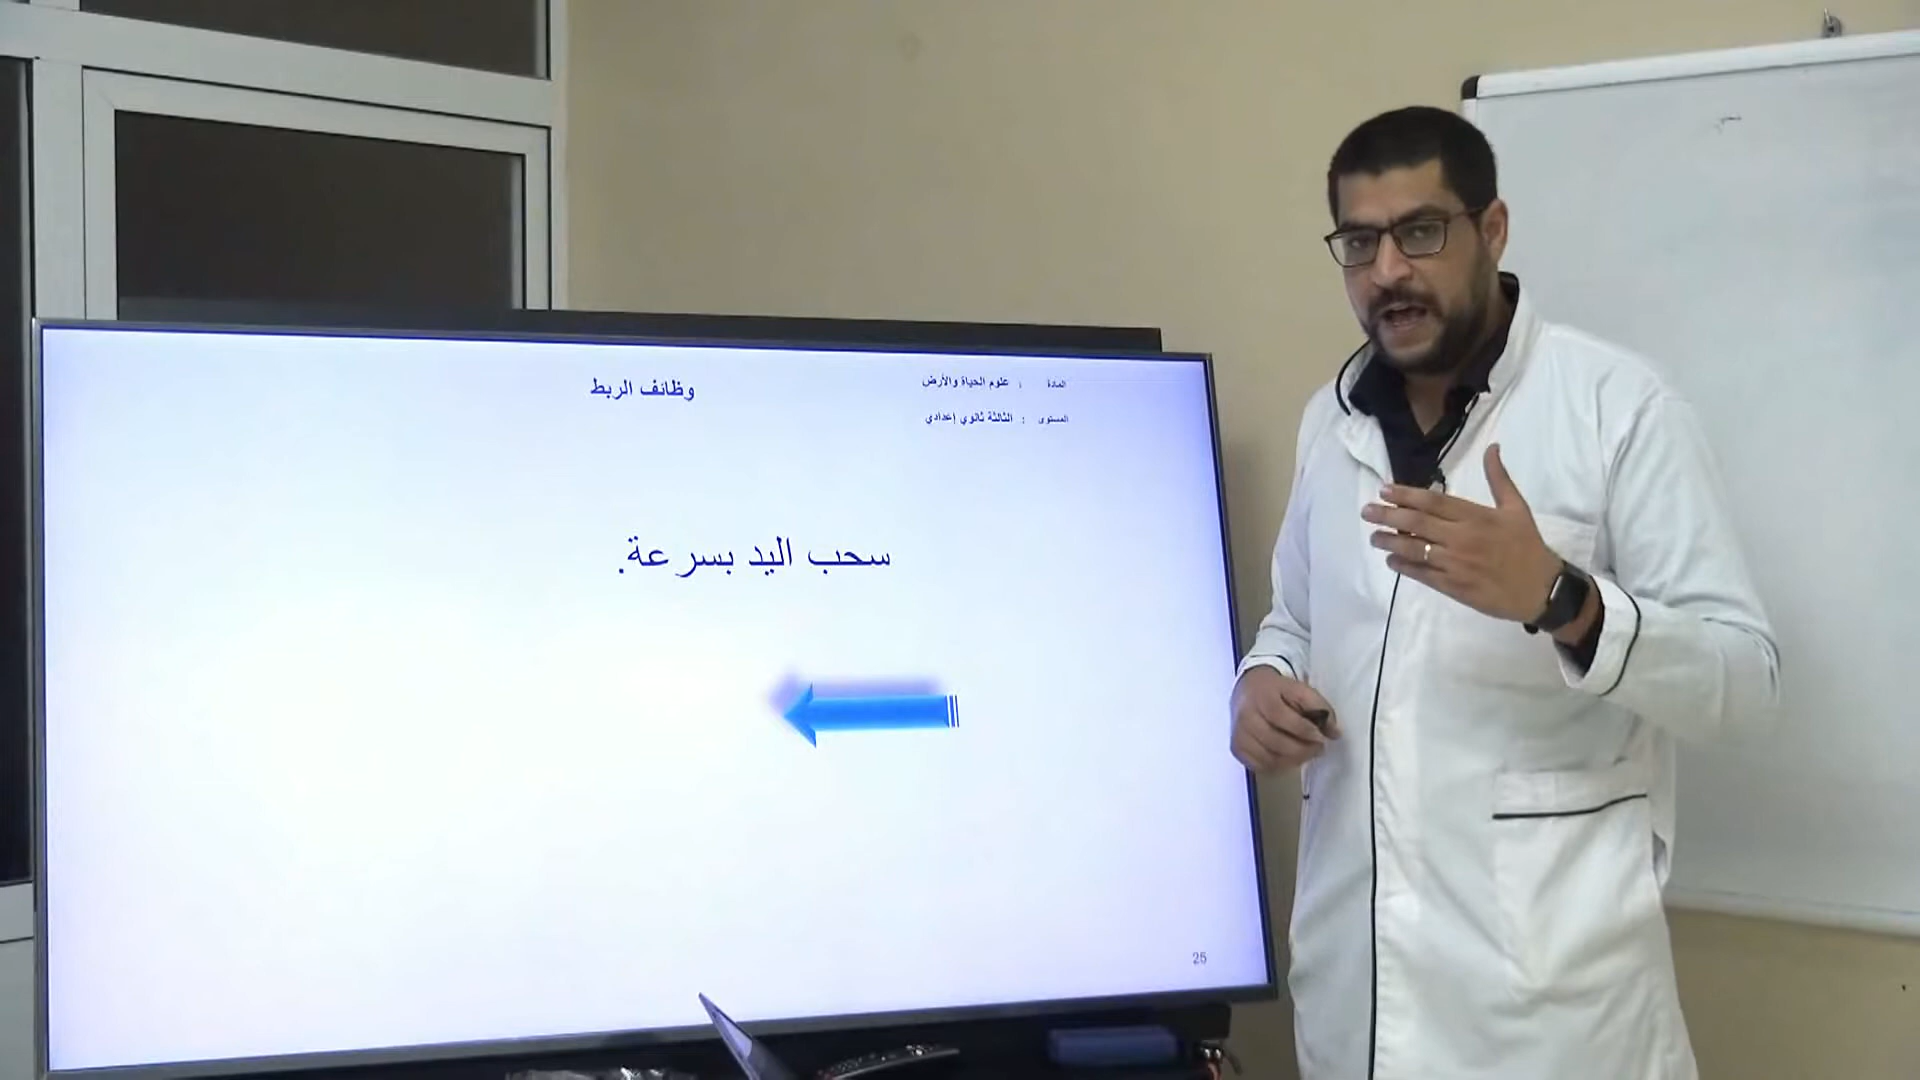 المادة : علوم الحياة والأرض
وظائف الربط
المستوى : الثالثة ثانوي إعدادي
سحب اليد بسرعة.
25